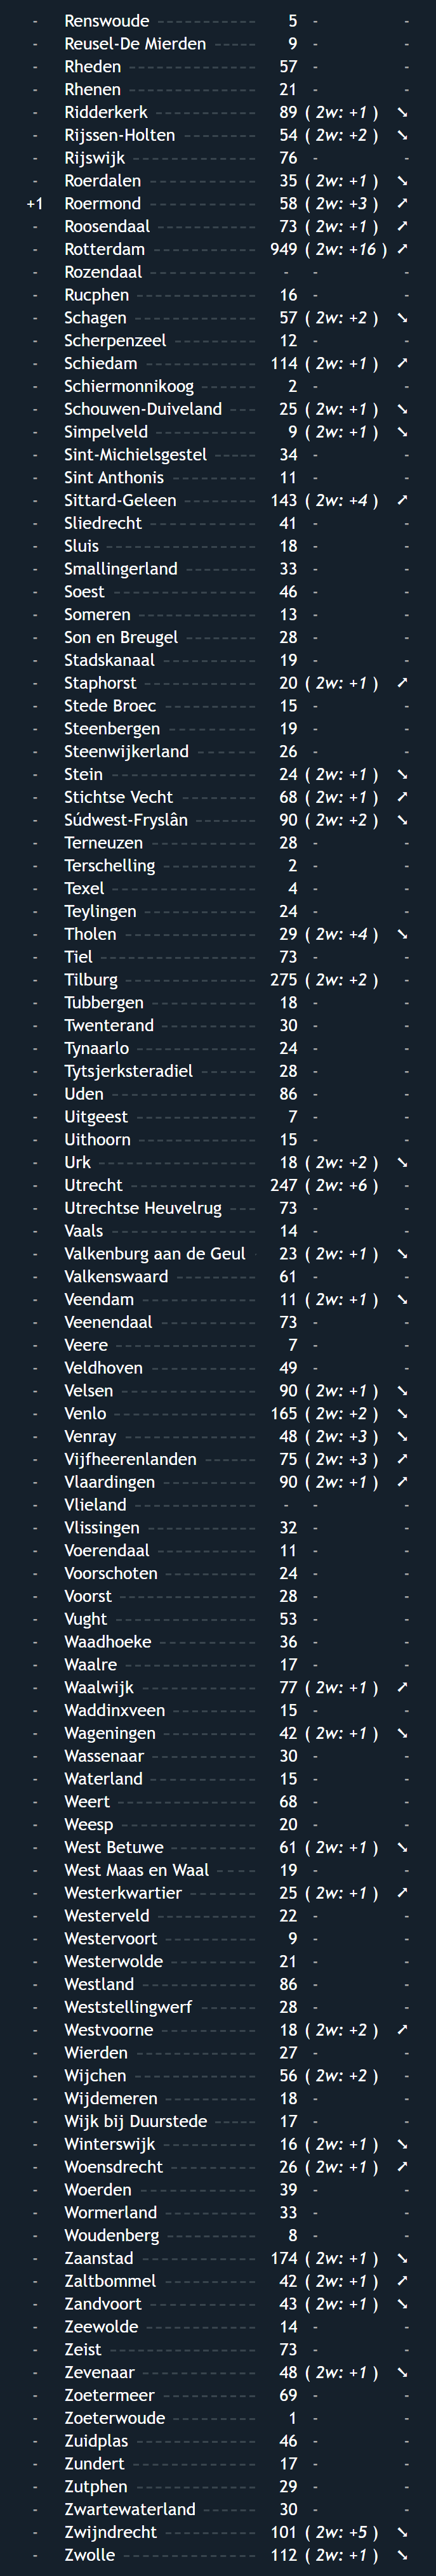 - Renswoude ----------- 5 - -
- Reusel-De Mierden ------ 9 - -
- Rheden --------------- 57 - -
- Rhenen --------------- 21 - -
- Ridderkerk ----------- 89 ( 2w: +1 ) ➘
- Rijssen-Holten --------- 54 ( 2w: +2 ) ➘
- Rijswijk -------------- 76 - -
- Roerdalen ------------ 35 ( 2w: +1 ) ➘
+1 Roermond ------------ 58 ( 2w: +3 ) ➚
- Roosendaal ----------- 73 ( 2w: +1 ) ➚
- Rotterdam ------------ 949 ( 2w: +16 ) ➚
- Rozendaal ------------ - - -
- Rucphen ------------- 16 - -
- Schagen -------------- 57 ( 2w: +2 ) ➘
- Scherpenzeel --------- 12 - -
- Schiedam ------------- 114 ( 2w: +1 ) ➚
- Schiermonnikoog ------ 2 - -
- Schouwen-Duiveland --- 25 ( 2w: +1 ) ➘
- Simpelveld ----------- 9 ( 2w: +1 ) ➘
- Sint-Michielsgestel ----- 34 - -
- Sint Anthonis ---------- 11 - -
- Sittard-Geleen -------- 143 ( 2w: +4 ) ➚
- Sliedrecht ------------ 41 - -
- Sluis ----------------- 18 - -
- Smallingerland -------- 33 - -
- Soest ---------------- 46 - -
- Someren ------------- 13 - -
- Son en Breugel -------- 28 - -
- Stadskanaal ---------- 19 - -
- Staphorst ------------ 20 ( 2w: +1 ) ➚
- Stede Broec ---------- 15 - -
- Steenbergen ---------- 19 - -
- Steenwijkerland ------- 26 - -
- Stein ---------------- 24 ( 2w: +1 ) ➘
- Stichtse Vecht -------- 68 ( 2w: +1 ) ➚
- Súdwest-Fryslân ------- 90 ( 2w: +2 ) ➘
- Terneuzen ------------ 28 - -
- Terschelling ----------- 2 - -
- Texel ---------------- 4 - -
- Teylingen ------------ 24 - -
- Tholen --------------- 29 ( 2w: +4 ) ➘
- Tiel ------------------ 73 - -
- Tilburg --------------- 275 ( 2w: +2 ) -
- Tubbergen ------------ 18 - -
- Twenterand ----------- 30 - -
- Tynaarlo ------------- 24 - -
- Tytsjerksteradiel ------ 28 - -
- Uden ---------------- 86 - -
- Uitgeest -------------- 7 - -
- Uithoorn ------------- 15 - -
- Urk ------------------ 18 ( 2w: +2 ) ➘
- Utrecht -------------- 247 ( 2w: +6 ) -
- Utrechtse Heuvelrug --- 73 - -
- Vaals ---------------- 14 - -
- Valkenburg aan de Geul - 23 ( 2w: +1 ) ➘
- Valkenswaard --------- 61 - -
- Veendam ------------- 11 ( 2w: +1 ) ➘
- Veenendaal ----------- 73 - -
- Veere ---------------- 7 - -
- Veldhoven ------------ 49 - -
- Velsen --------------- 90 ( 2w: +1 ) ➘
- Venlo ---------------- 165 ( 2w: +2 ) ➘
- Venray --------------- 48 ( 2w: +3 ) ➘
- Vijfheerenlanden ------ 75 ( 2w: +3 ) ➚
- Vlaardingen ----------- 90 ( 2w: +1 ) ➚
- Vlieland -------------- - - -
- Vlissingen ------------ 32 - -
- Voerendaal ----------- 11 - -
- Voorschoten ---------- 24 - -
- Voorst --------------- 28 - -
- Vught ---------------- 53 - -
- Waadhoeke ----------- 36 - -
- Waalre --------------- 17 - -
- Waalwijk ------------- 77 ( 2w: +1 ) ➚
- Waddinxveen --------- 15 - -
- Wageningen ---------- 42 ( 2w: +1 ) ➘
- Wassenaar ------------ 30 - -
- Waterland ------------ 15 - -
- Weert ---------------- 68 - -
- Weesp --------------- 20 - -
- West Betuwe --------- 61 ( 2w: +1 ) ➘
- West Maas en Waal ---- 19 - -
- Westerkwartier -------- 25 ( 2w: +1 ) ➚
- Westerveld ----------- 22 - -
- Westervoort ---------- 9 - -
- Westerwolde ---------- 21 - -
- Westland ------------- 86 - -
- Weststellingwerf ------ 28 - -
- Westvoorne ---------- 18 ( 2w: +2 ) ➚
- Wierden -------------- 27 - -
- Wijchen -------------- 56 ( 2w: +2 ) -
- Wijdemeren ---------- 18 - -
- Wijk bij Duurstede ----- 17 - -
- Winterswijk ----------- 16 ( 2w: +1 ) ➘
- Woensdrecht --------- 26 ( 2w: +1 ) ➚
- Woerden ------------- 39 - -
- Wormerland ---------- 33 - -
- Woudenberg ---------- 8 - -
- Zaanstad ------------- 174 ( 2w: +1 ) ➘
- Zaltbommel ---------- 42 ( 2w: +1 ) ➚
- Zandvoort ------------ 43 ( 2w: +1 ) ➘
- Zeewolde ------------ 14 - -
- Zeist ----------------- 73 - -
- Zevenaar ------------- 48 ( 2w: +1 ) ➘
- Zoetermeer ----------- 69 - -
- Zoeterwoude --------- 1 - -
- Zuidplas ------------- 46 - -
- Zundert -------------- 17 - -
- Zutphen -------------- 29 - -
- Zwartewaterland ------ 30 - -
- Zwijndrecht ----------- 101 ( 2w: +5 ) ➘
- Zwolle --------------- 112 ( 2w: +1 ) ➘